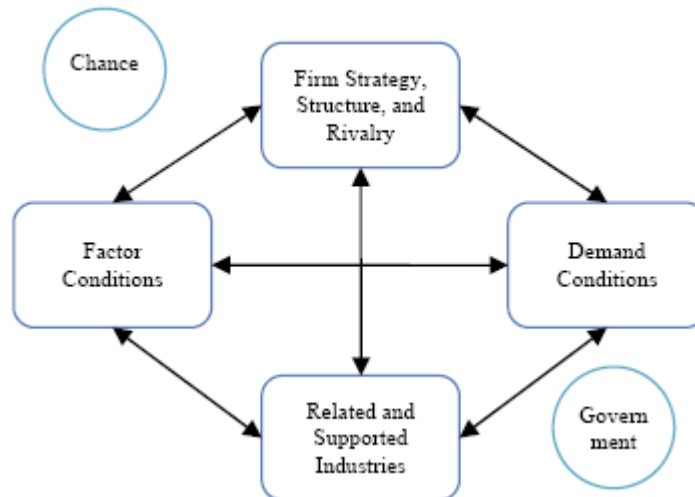 Chance
Firm Strategy,
Structure, and
Rivalry
Factor
Conditions
Demand
Conditions
Related and
Supported
Industries
Govern
ment